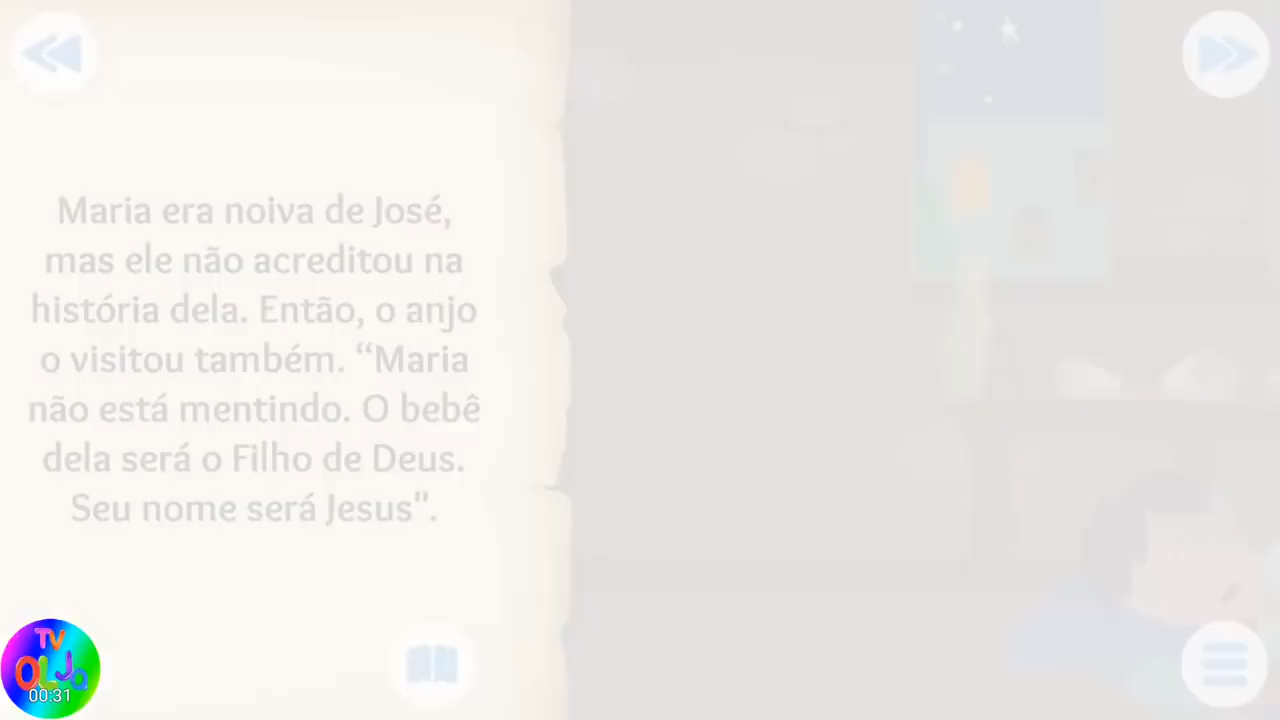 Maria era noiva de José,
mas ele não acreditou na
história dela. Então, o anjo
o visitou também. “Maria
não está mentindo. O bebê
dela será o Filho de Deus.
Seu nome será Jesus".
TV
OLJa
00:31